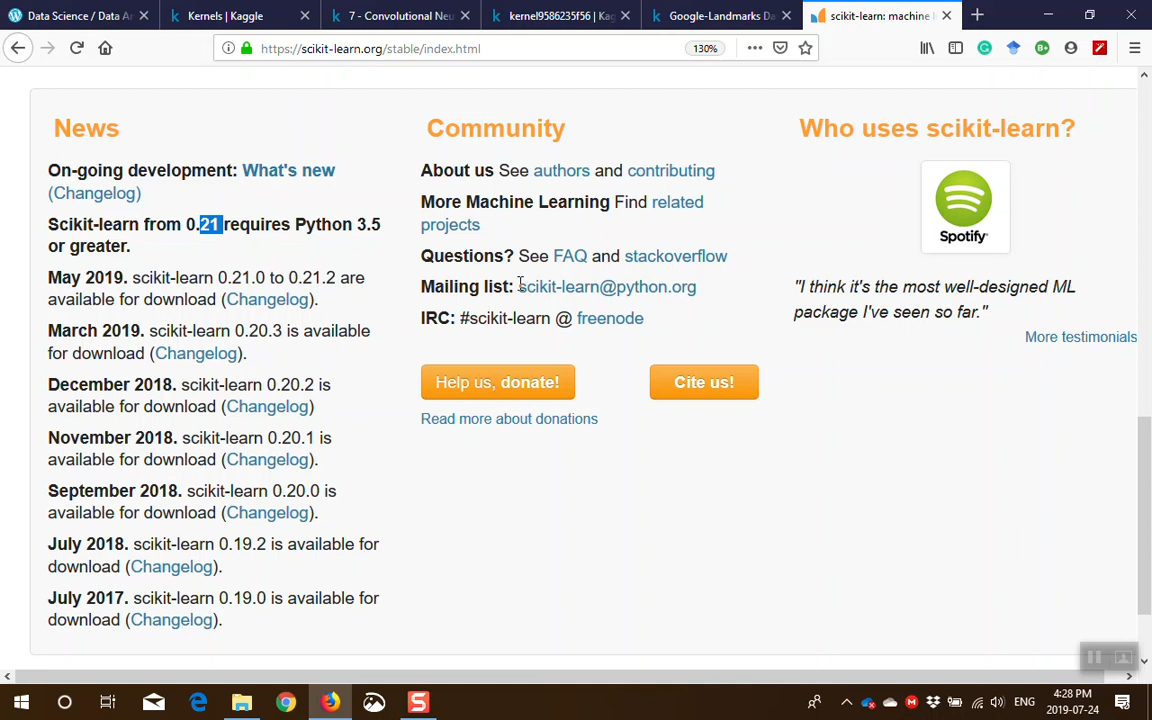 Data Science / Data Ar
Kernels | Kaggle
7 - Convolutional Neu
kernel9586235f56 | Kag
Google-Landmarks Da
scikit-learn: machine l
https://scikit-learn.org/stable/index.html
130%
News
On-going development: What's new
(Changelog)
Scikit-learn from 0.21 requires Python 3.5
or greater.
May 2019. scikit-learn 0.21.0 to 0.21.2 are
available for download (Changelog).
March 2019. scikit-learn 0.20.3 is available
for download (Changelog).
December 2018. scikit-learn 0.20.2 is
available for download (Changelog)
November 2018. scikit-learn 0.20.1 is
available for download (Changelog).
September 2018. scikit-learn 0.20.0 is
available for download (Changelog).
July 2018. scikit-learn 0.19.2 is available for
download (Changelog).
July 2017. scikit-learn 0.19.0 is available for
download (Changelog).
Community
About us See authors and contributing
More Machine Learning Find related
projects
Questions? See FAQ and stackoverflow
Mailing list: scikit-learn@python.org
IRC: #scikit-learn @ freenode
Help us, donate!
Cite us!
Read more about donations
Who uses scikit-learn?
Spotify
"I think it's the most well-designed ML
package I've seen so far."
More testimonials
ENG
4:28 PM
2019-07-24